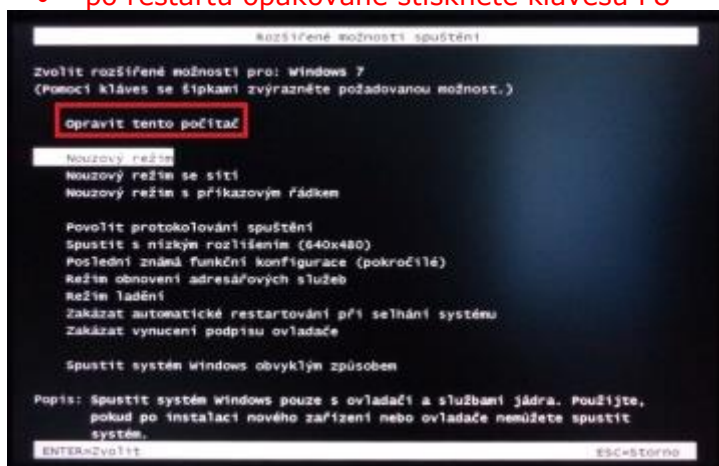 po restartu opakovaně stiskněte klávesu F8
Rozšířené možnosti spuštění
Zvolit rozšířené možnosti pro: Windows 7
(Pomocí kláves se šipkami zvýrazněte požadovanou možnost.)
Opravit tento počítač
Nouzový režim
Nouzový režim se sítí
Nouzový režim s příkazovým řádkem
Povolit protokolování spuštění
Spustit s nízkým rozlišením (640x480)
Poslední známá funkční konfigurace (pokročilé)
Režim obnovení adresářových služeb
Režim ladění
Zakázat automatické restartování při selhání systému
Zakázat vynucení podpisu ovladače
Spustit systém Windows obvyklým způsobem
Popis: Spustit systém Windows pouze s ovladači a službami jádra. Použijte,
pokud po instalaci nového zařízení nebo ovladače nemůžete spustit
systém.
ENTER=Zvolit ESC=Storno